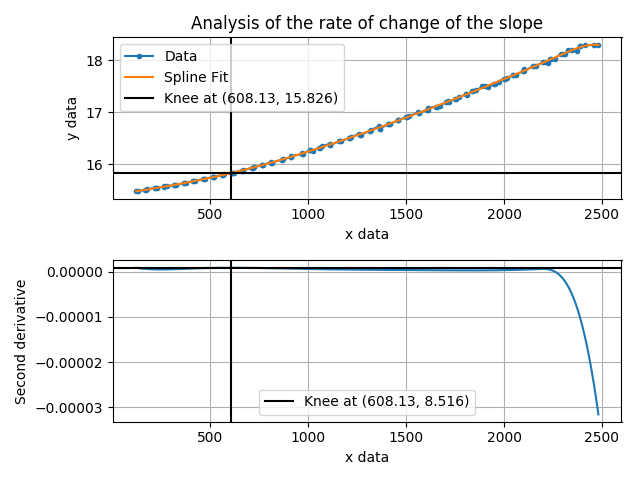 Analysis of the rate of change of the slope
Data
Spline Fit
Knee at (608.13, 15.826)
18
17
16
y data
500 1000 1500 2000 2500
x data
0.00000
−0.00001
−0.00002
−0.00003
Second derivative
Knee at (608.13, 8.516)
500 1000 1500 2000 2500
x data